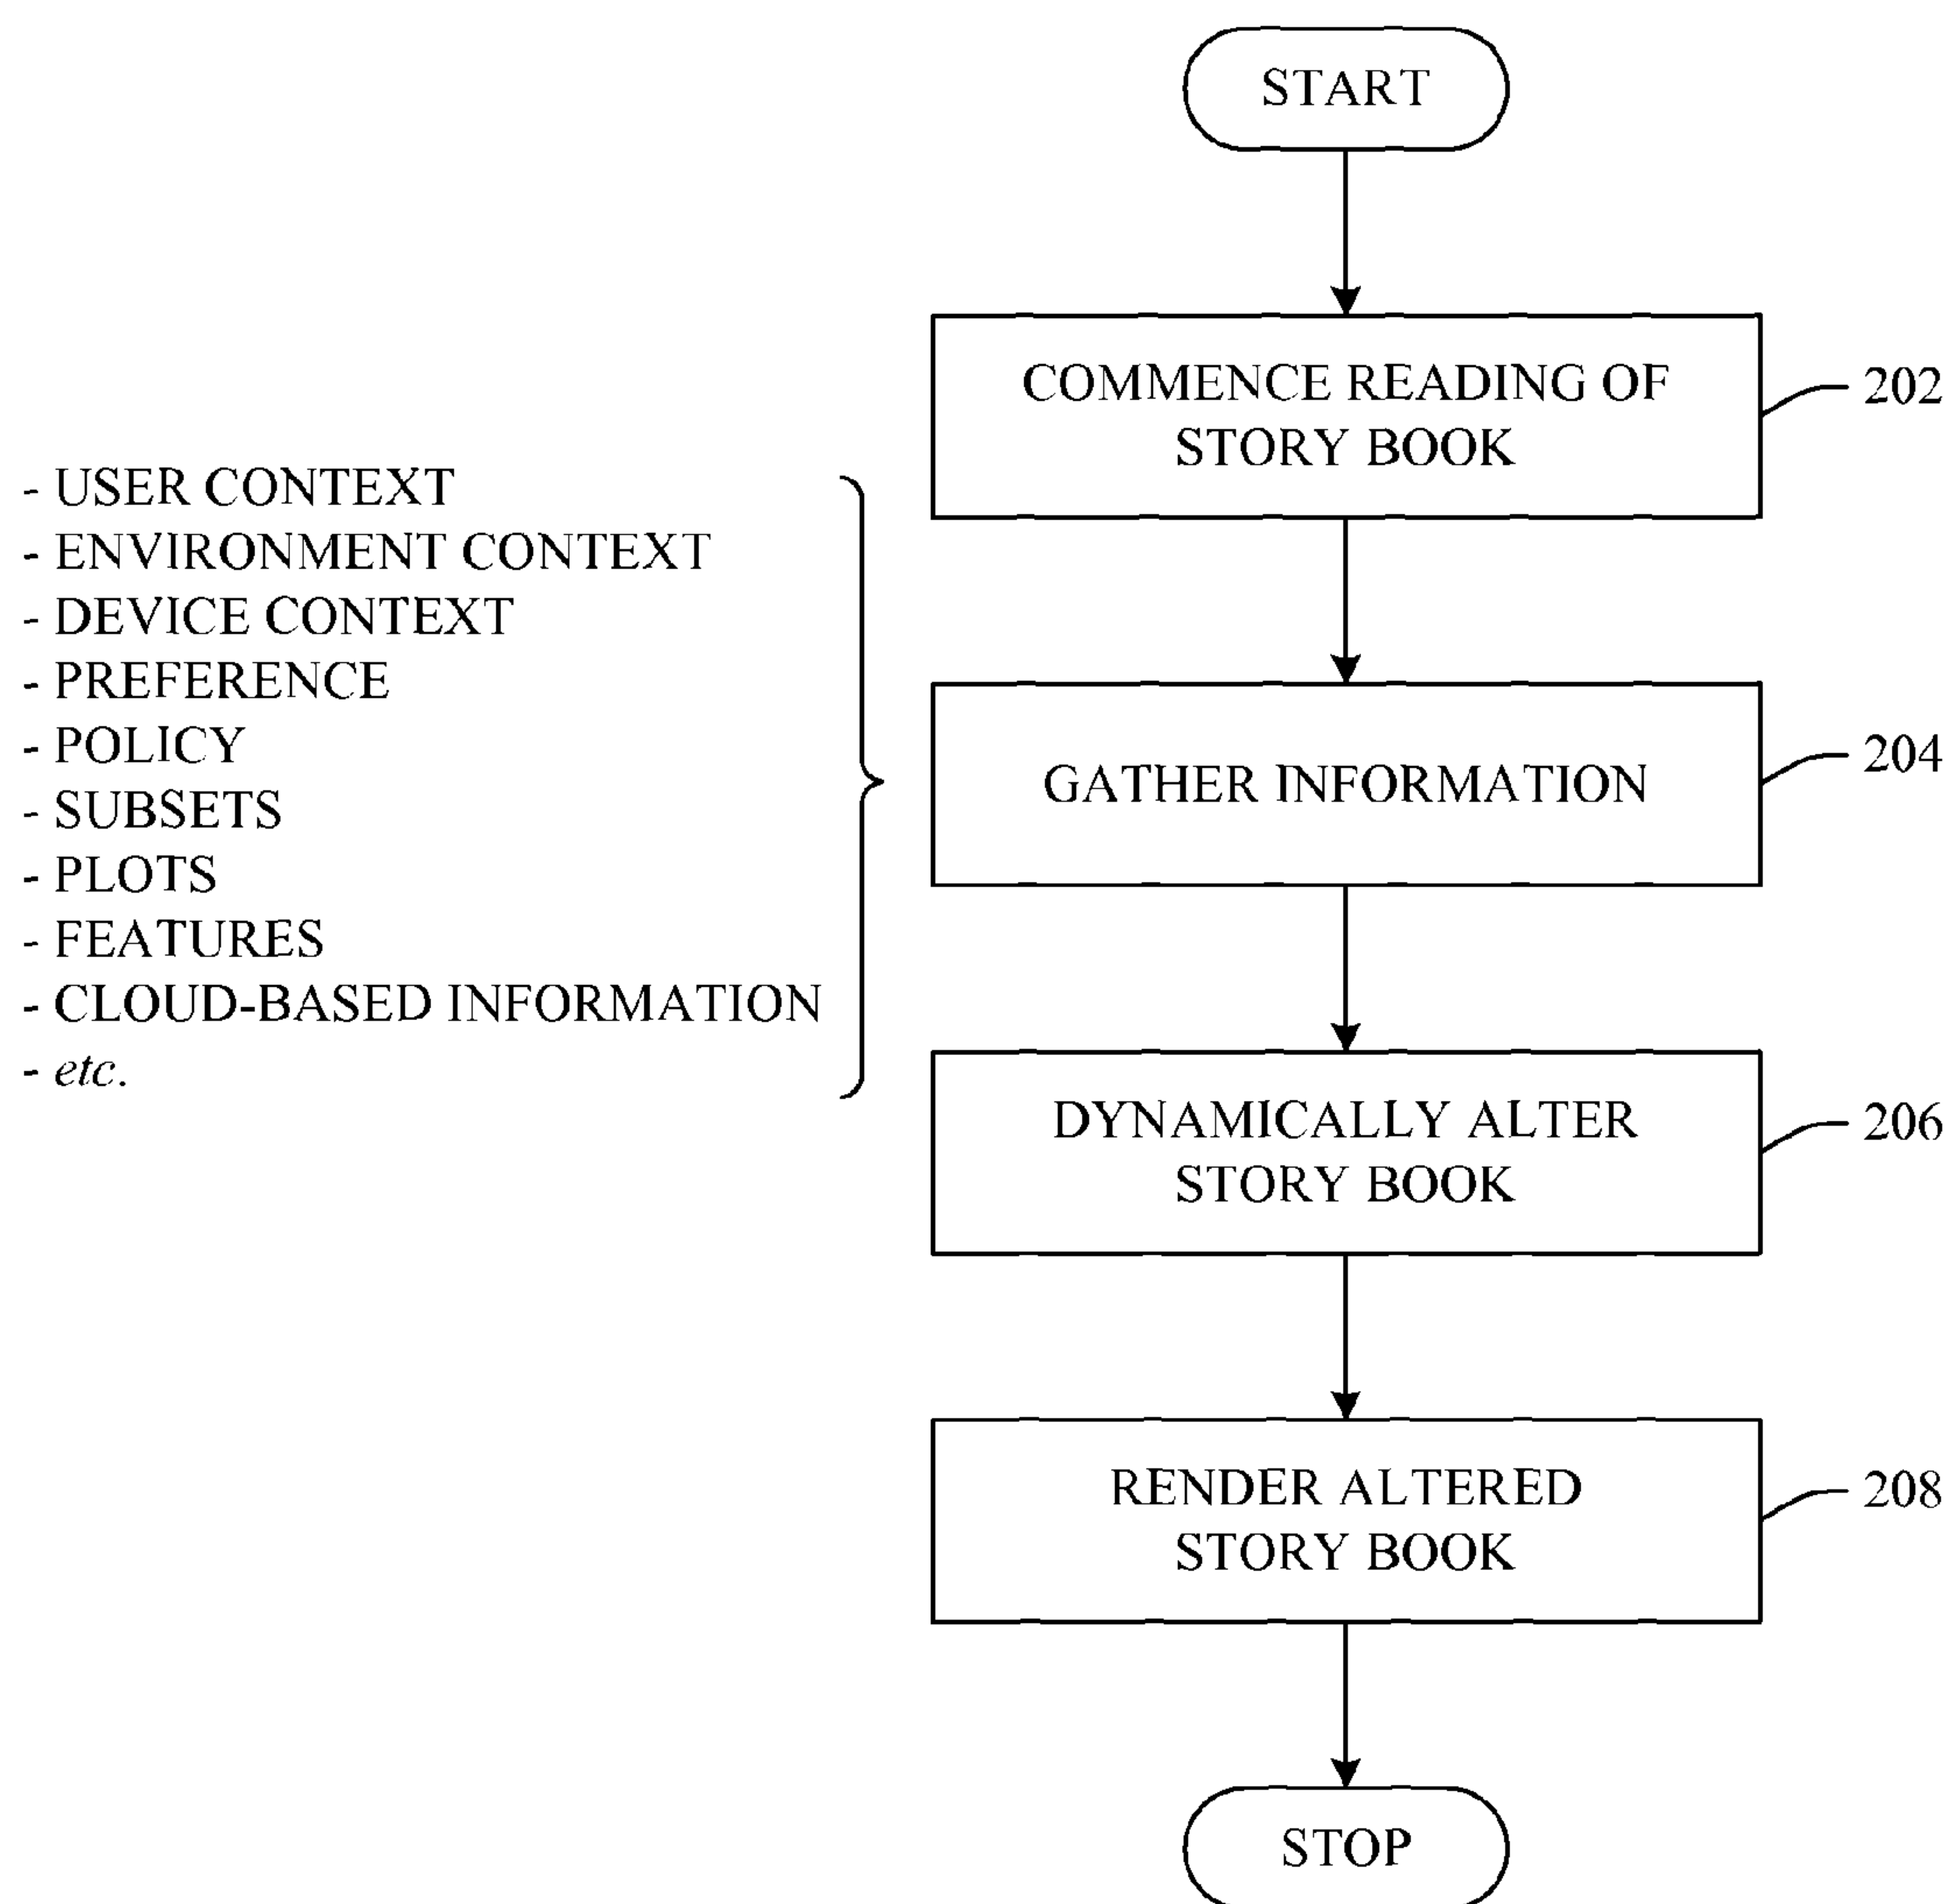 START
COMMENCE READING OF
STORY BOOK
202
- USER CONTEXT
- ENVIRONMENT CONTEXT
- DEVICE CONTEXT
- PREFERENCE
- POLICY
- SUBSETS
- PLOTS
- FEATURES
- CLOUD-BASED INFORMATION
- etc.
GATHER INFORMATION
204
DYNAMICALLY ALTER
STORY BOOK
206
RENDER ALTERED
STORY BOOK
208
STOP